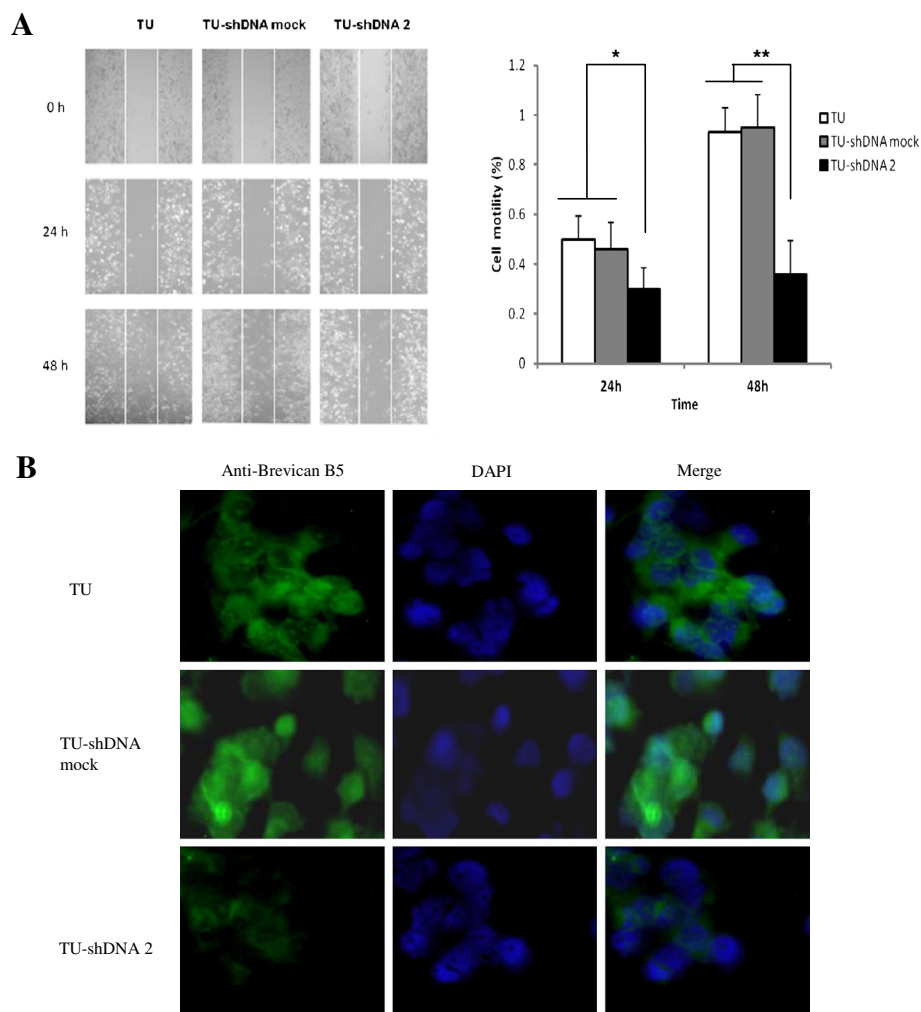 A
TU TU-shDNA mock TU-shDNA 2
0 h
24 h
48 h
* **
1.2
1
0.8
0.6
0.4
0.2
0
Cell motility (%)
24h 48h
Time
TU
TU-shDNA mock
TU-shDNA 2
B
Anti-Brevican B5 DAPI Merge
TU
TU-shDNA
mock
TU-shDNA 2